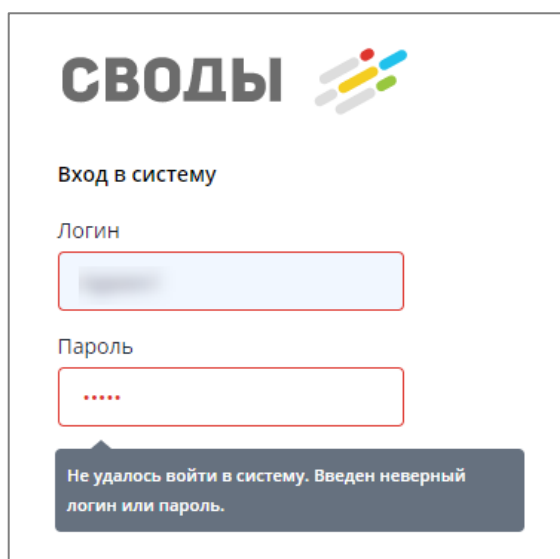 СВОДЫ
Вход в систему
Логин
Пароль
•••••
Не удалось войти в систему. Введен неверный
логин или пароль.